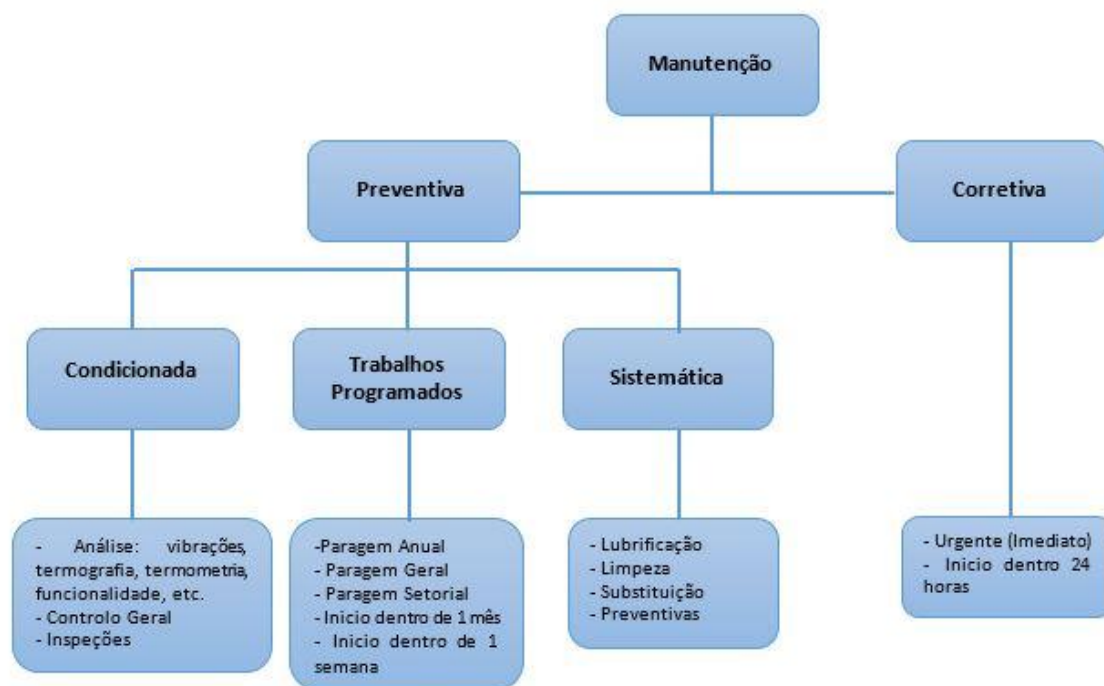 Manutenção
Preventiva
Corretiva
Condicionada
Trabalhos
Programados
Sistemática
- Análise: vibrações,
termografia, termometria,
funcionalidade, etc.
- Controlo Geral
- Inspeções
-Paragem Anual
- Paragem Geral
- Paragem Setorial
- Inicio dentro de 1 mês
- Inicio dentro de 1
semana
- Lubrificação
- Limpeza
- Substituição
- Preventivas
- Urgente (Imediato)
- Inicio dentro 24
horas